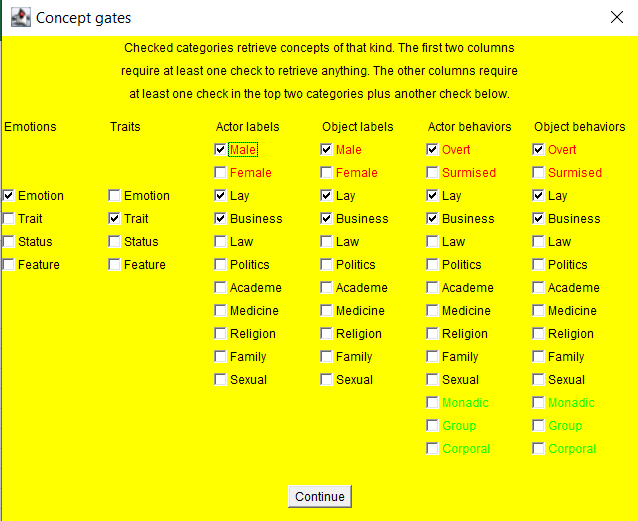 Concept gates
Checked categories retrieve concepts of that kind. The first two columns
require at least one check to retrieve anything. The other columns require
at least one check in the top two categories plus another check below.
Emotions Traits Actor labels Object labels Actor behaviors Object behaviors
Male Male Overt Overt
Female Female Surmised Surmised
Emotion Emotion Lay Lay Lay Lay
Trait Trait Business Business Business Business
Status Status Law Law Law Law
Feature Feature Politics Politics Politics Politics
Academe Academe Academe Academe
Medicine Medicine Medicine Medicine
Religion Religion Religion Religion
Family Family Family Family
Sexual Sexual Sexual Sexual
Monadic Monadic
Group Group
Corporal Corporal
Continue